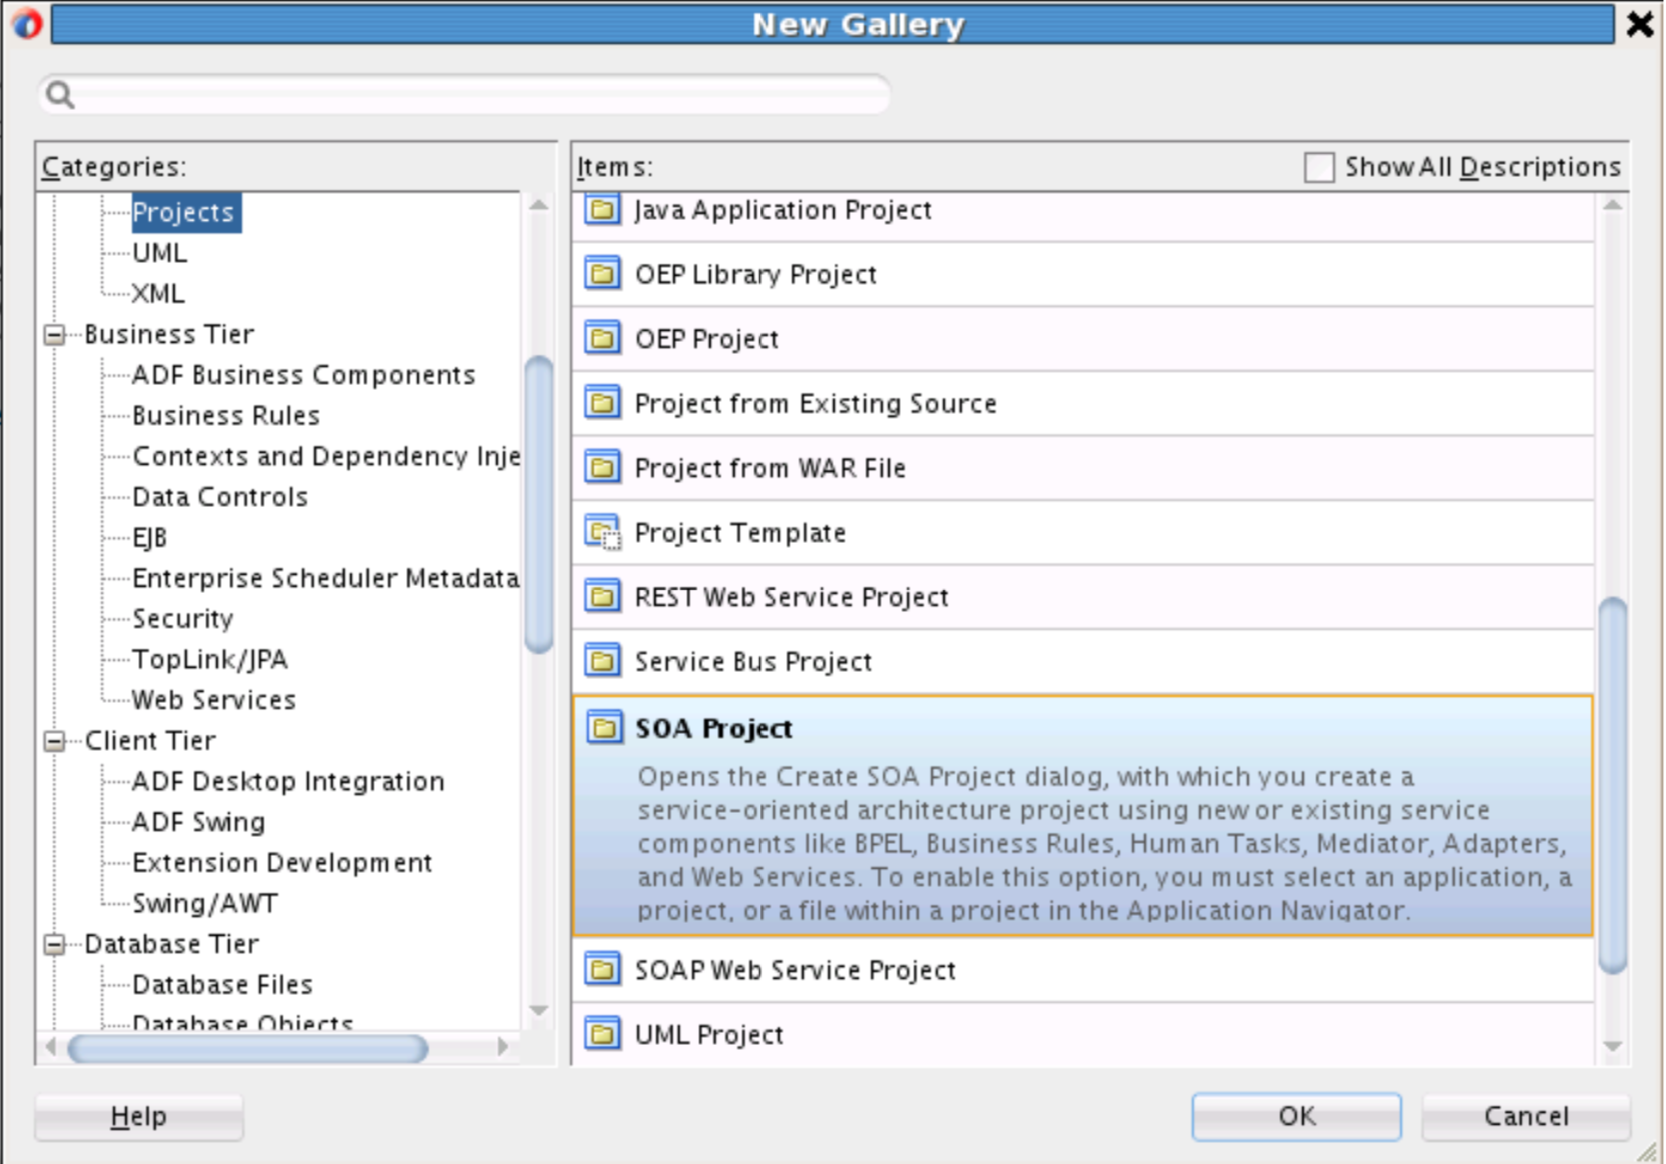 New Gallery
Categories:
Projects
UML
XML
Business Tier
ADF Business Components
Business Rules
Contexts and Dependency Inje
Data Controls
EJB
Enterprise Scheduler Metadata
Security
TopLink/JPA
Web Services
Client Tier
ADF Desktop Integration
ADF Swing
Extension Development
Swing/AWT
Database Tier
Database Files
Database Objects
Items:
Show All Descriptions
Java Application Project
OEP Library Project
OEP Project
Project from Existing Source
Project from WAR File
Project Template
REST Web Service Project
Service Bus Project
SOA Project
Opens the Create SOA Project dialog, with which you create a
service-oriented architecture project using new or existing service
components like BPEL, Business Rules, Human Tasks, Mediator, Adapters,
and Web Services. To enable this option, you must select an application, a
project, or a file within a project in the Application Navigator.
SOAP Web Service Project
UML Project
Help
OK
Cancel